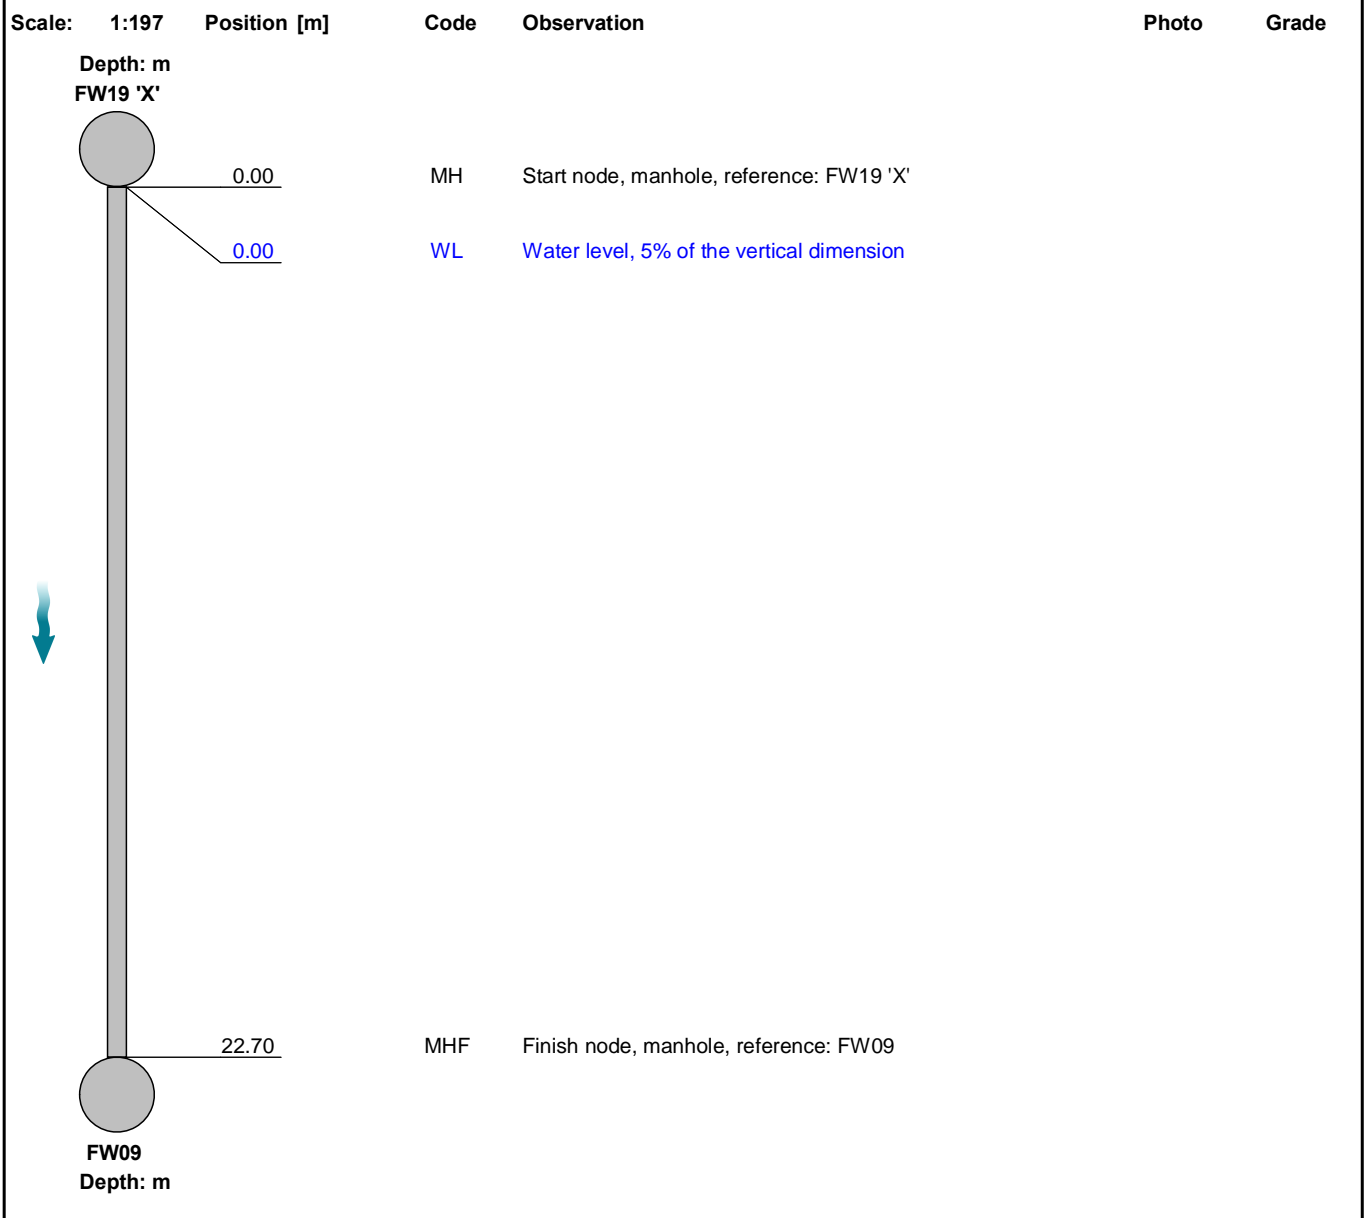 Scale: 1:197 Position [m] Code Observation Photo Grade
Depth: m
FW19 'X'
0.00 MH Start node, manhole, reference: FW19 'X'
0.00 WL Water level, 5% of the vertical dimension
22.70 MHF Finish node, manhole, reference: FW09
FW09
Depth: m